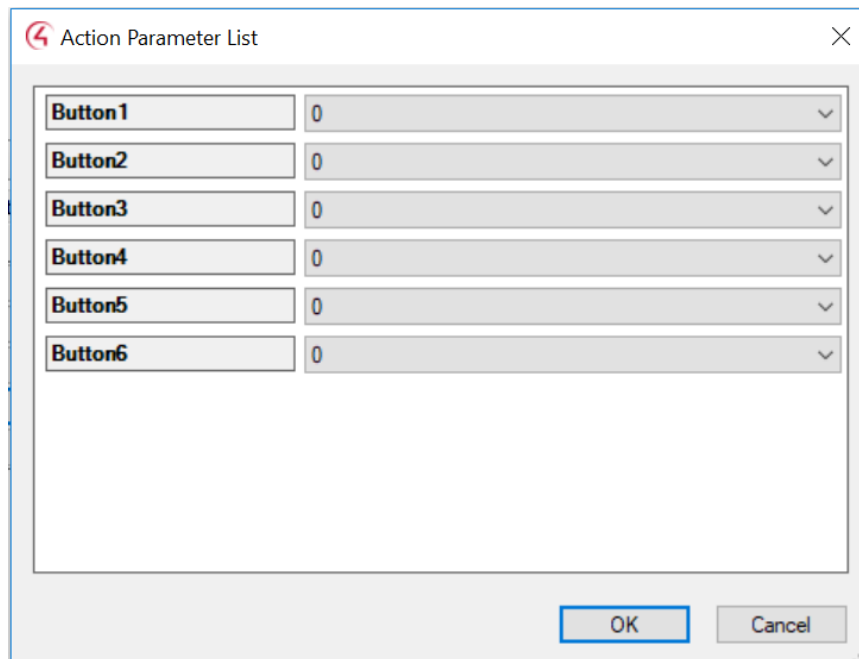 Action Parameter List
Button1 0
Button2 0
Button3 0
Button4 0
Button5 0
Button6 0
OK Cancel